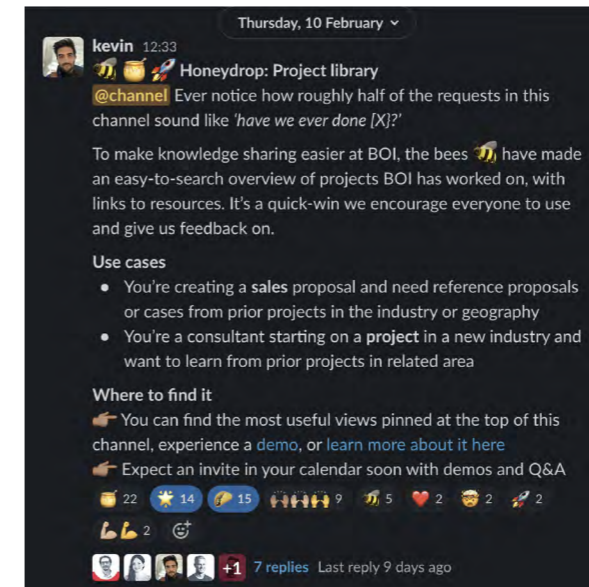 Thursday, 10 February
kevin 12:33
🐝 🍯 🚀 Honeydrop: Project library
@channel Ever notice how roughly half of the requests in this
channel sound like 'have we ever done [X]?'
To make knowledge sharing easier at BOI, the bees 🐝 have made
an easy-to-search overview of projects BOI has worked on, with
links to resources. It's a quick-win we encourage everyone to use
and give us feedback on.
Use cases
• You're creating a sales proposal and need reference proposals
or cases from prior projects in the industry or geography
• You're a consultant starting on a project in a new industry and
want to learn from prior projects in related area
Where to find it
👉🏽 You can find the most useful views pinned at the top of this
channel, experience a demo, or learn more about it here
👉🏽 Expect an invite in your calendar soon with demos and Q&A
🍯 22 🌟 14 🌮 15 🙌 9 🐝 5 ❤️ 2 🤯 2 🚀 2
💪 2
+1 7 replies Last reply 9 days ago